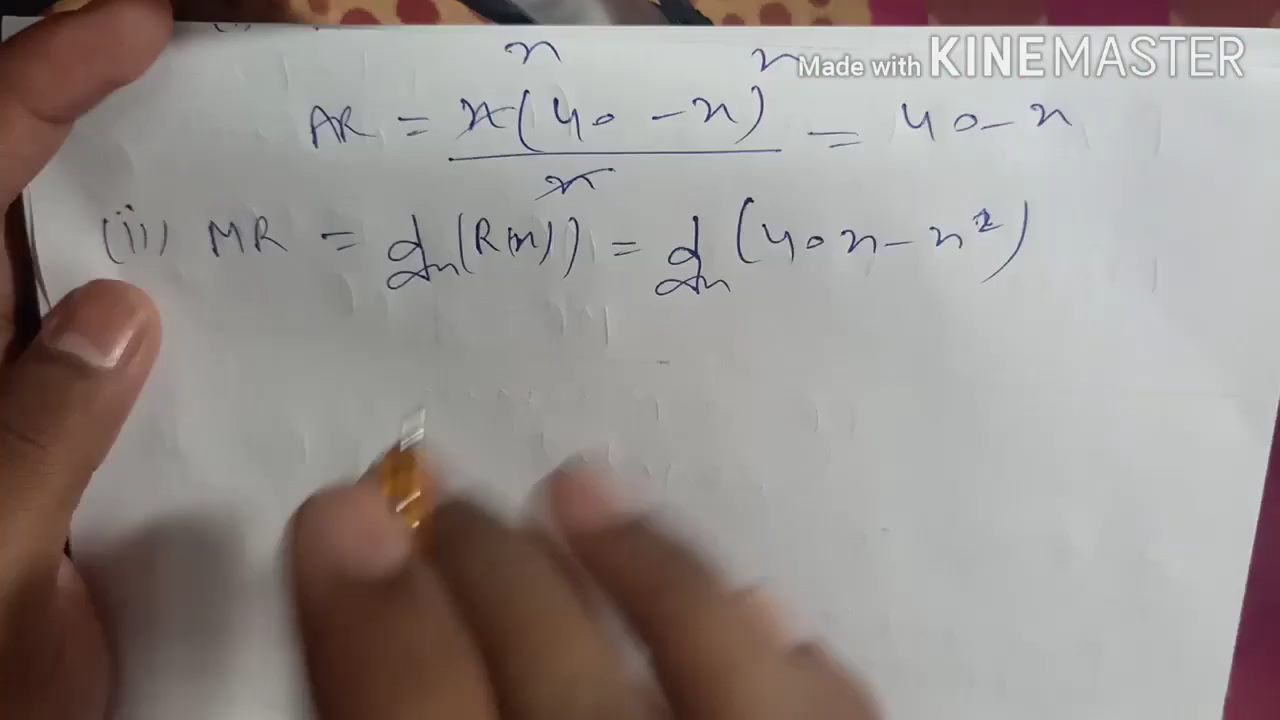 x x
Made with KINEMASTER
AR = x(40 - x) / x = 40 - x
(ii) MR = d/dx (R(x)) = d/dx (40x - x²)